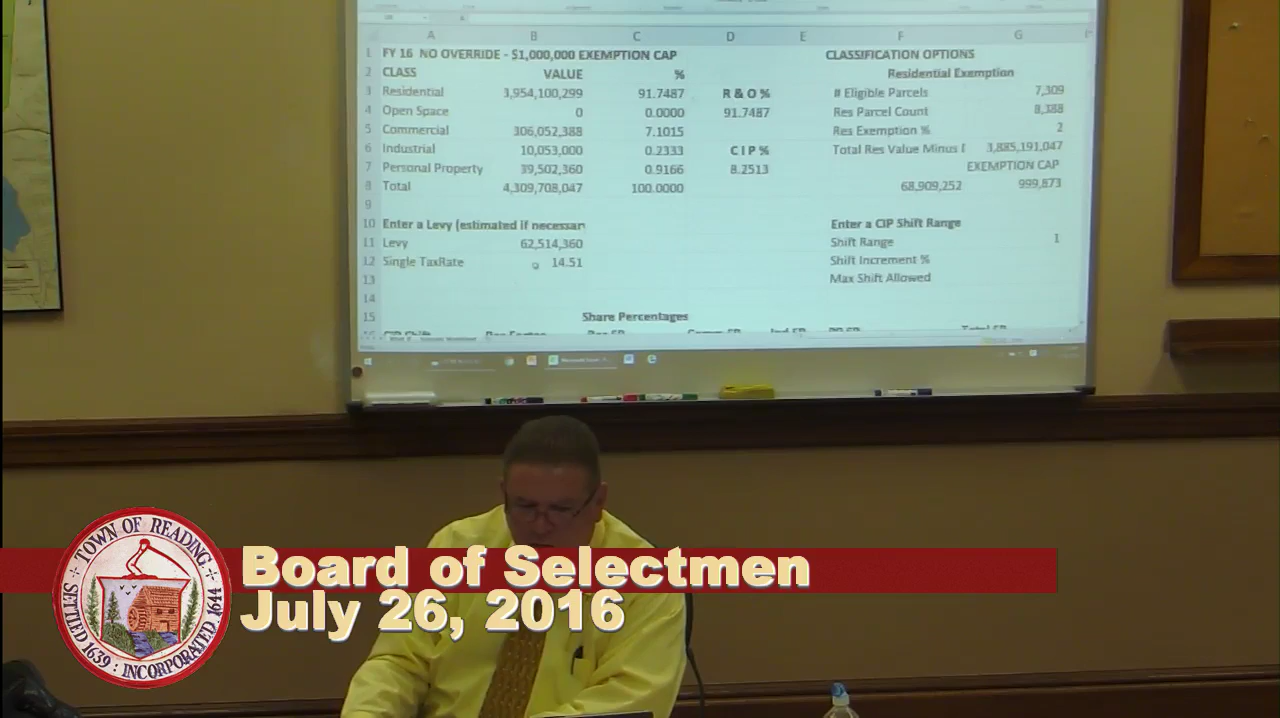 A B C D E F G
1 FY 16 NO OVERRIDE - $1,000,000 EXEMPTION CAP CLASSIFICATION OPTIONS
2 CLASS VALUE % Residential Exemption
3 Residential 3,954,100,299 91.7487 R & O % # Eligible Parcels 7,309
4 Open Space 0 0.0000 91.7487 Res Parcel Count 8,388
5 Commercial 306,052,388 7.1015 Res Exemption % 2
6 Industrial 10,053,000 0.2333 C I P % Total Res Value Minus 3,885,191,047
7 Personal Property 39,502,360 0.9166 8.2513 EXEMPTION CAP
8 Total 4,309,708,047 100.0000 68,909,252 999,873
9
10 Enter a Levy (estimated if necessar Enter a CIP Shift Range
11 Levy 62,514,360 Shift Range 1
12 Single TaxRate 14.51 Shift Increment %
13 Max Shift Allowed
14
15 Share Percentages
TOWN OF READING
SETTLED 1639 : INCORPORATED 1644
Board of Selectmen
July 26, 2016